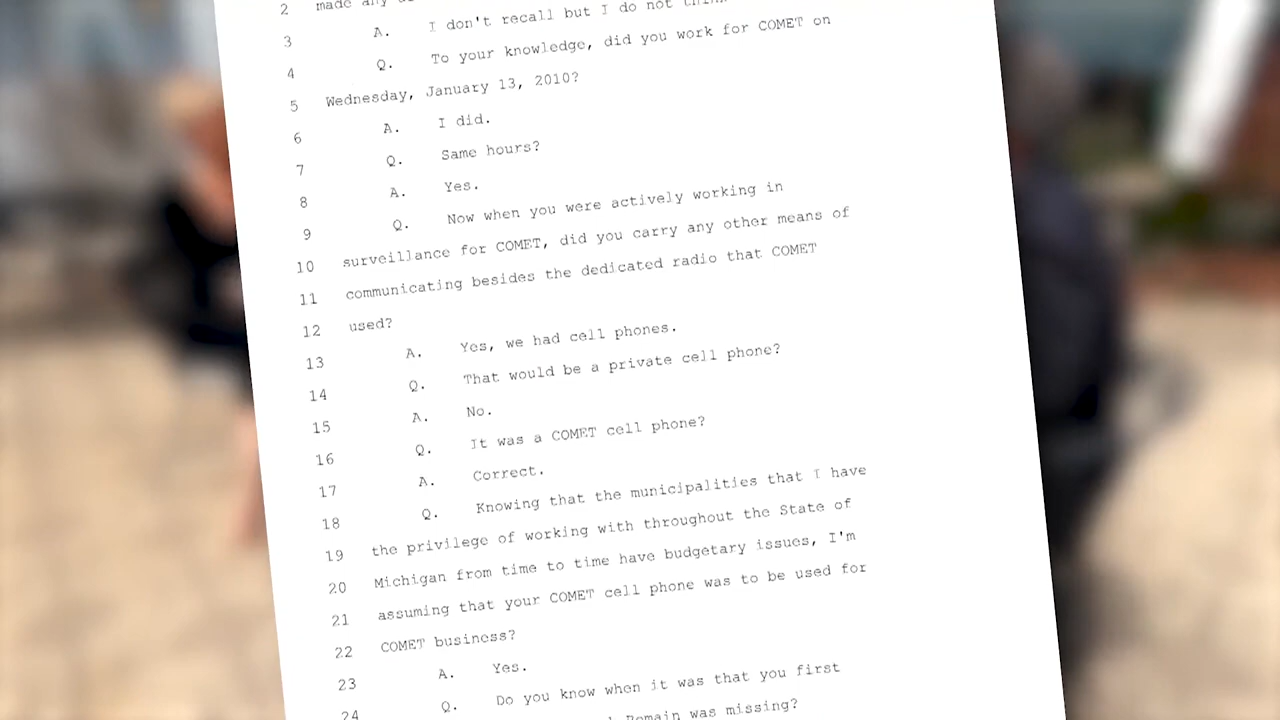 2 made any
3 A. I don't recall but I do not
4 Q. To your knowledge, did you work for COMET on
5 Wednesday, January 13, 2010?
6 A. I did.
7 Q. Same hours?
8 A. Yes.
9 Q. Now when you were actively working in
10 surveillance for COMET, did you carry any other means of
11 communicating besides the dedicated radio that COMET
12 used?
13 A. Yes, we had cell phones.
14 Q. That would be a private cell phone?
15 A. No.
16 Q. It was a COMET cell phone?
17 A. Correct.
18 Q. Knowing that the municipalities that I have
19 the privilege of working with throughout the State of
20 Michigan from time to time have budgetary issues, I'm
21 assuming that your COMET cell phone was to be used for
22 COMET business?
23 A. Yes.
24 Q. Do you know when it was that you first
Romain was missing?